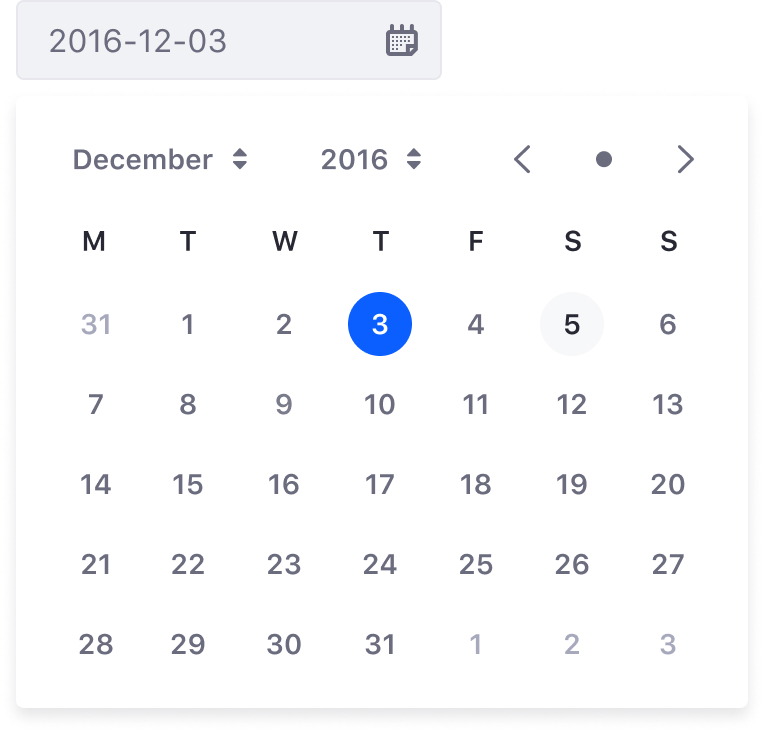 2016-12-03
December 2016
M T W T F S S
31 1 2 3 4 5 6
7 8 9 10 11 12 13
14 15 16 17 18 19 20
21 22 23 24 25 26 27
28 29 30 31 1 2 3